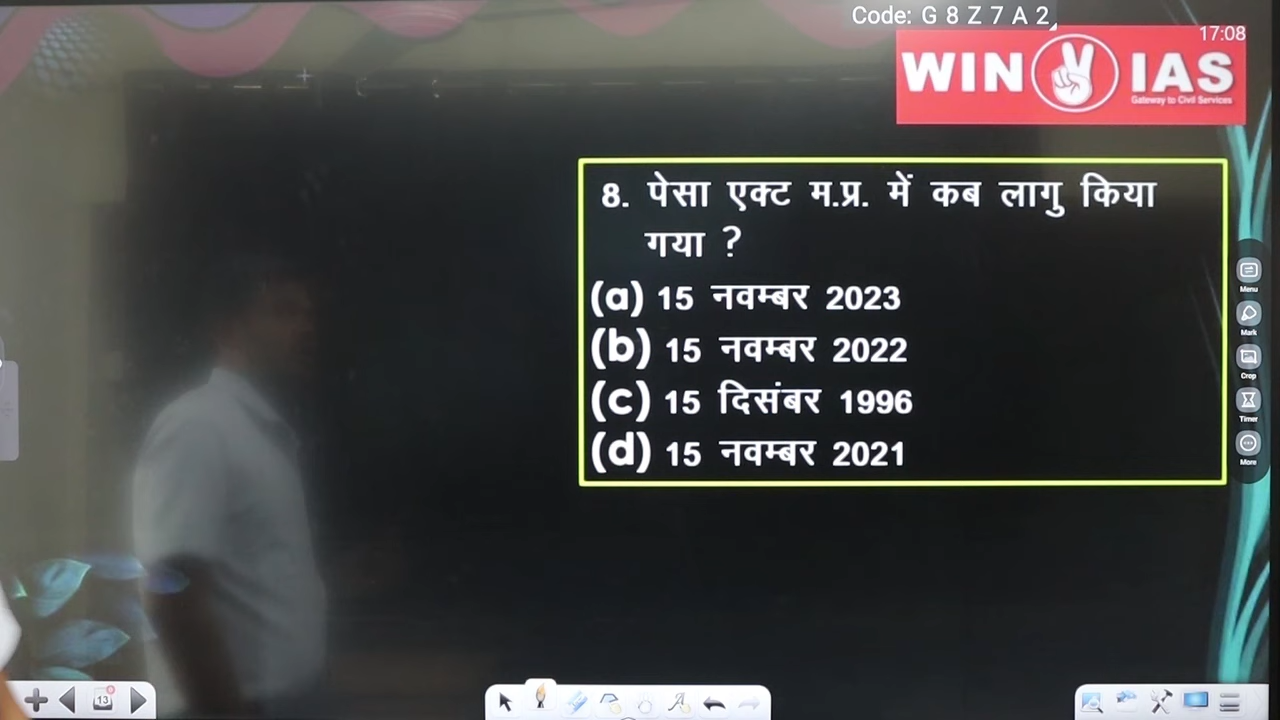 Code: G 8 Z 7 A 2
17:08
WIN IAS
Gateway to Civil Services
8. पेसा एक्ट म.प्र. में कब लागु किया
गया ?
(a) 15 नवम्बर 2023
(b) 15 नवम्बर 2022
(c) 15 दिसंबर 1996
(d) 15 नवम्बर 2021
Menu
Mark
Crop
Timer
More
13